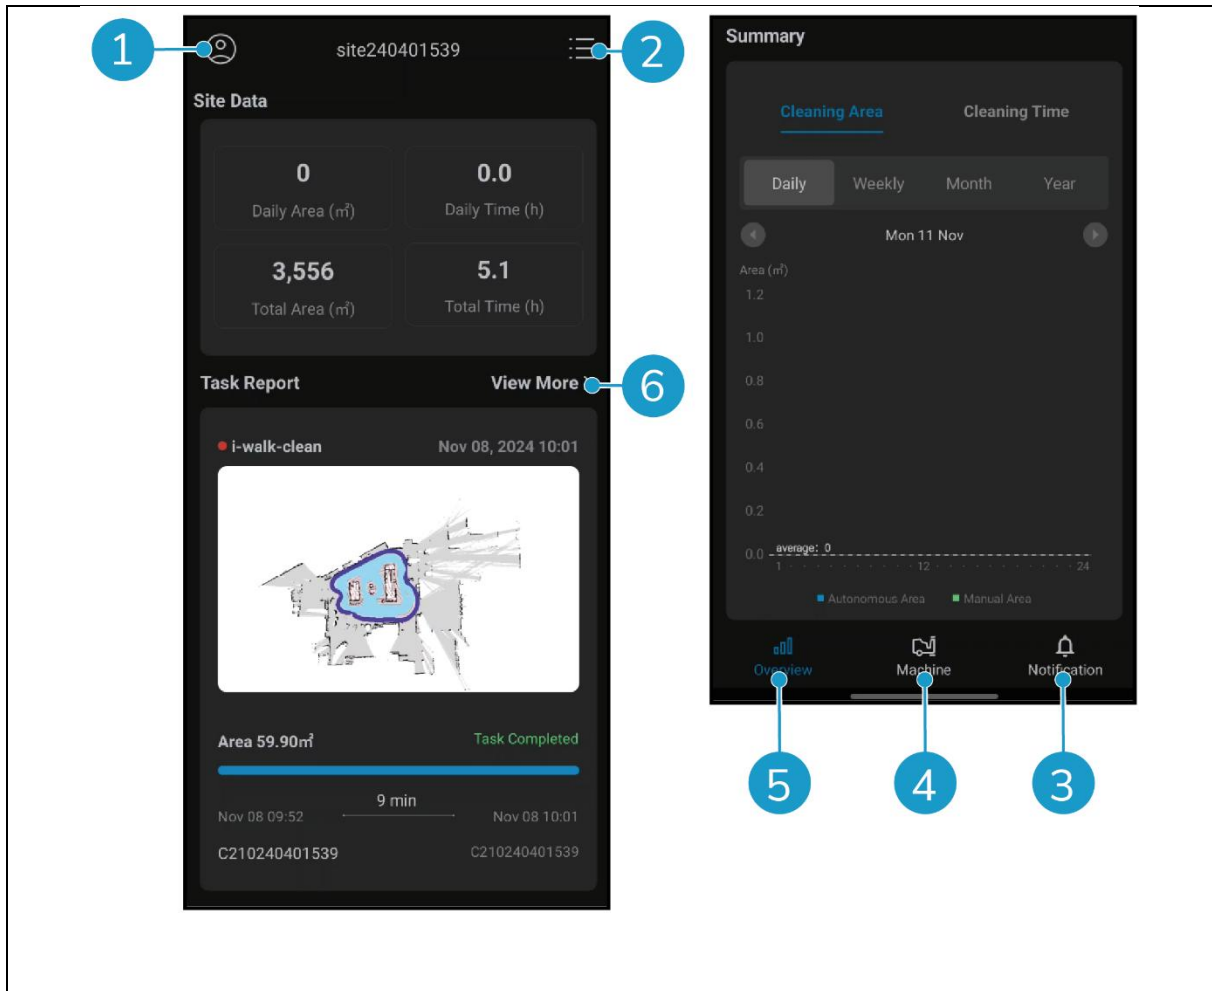 1
site240401539
2
Site Data
0
0.0
Daily Area (㎡)
Daily Time (h)
3,556
5.1
Total Area (㎡)
Total Time (h)
Task Report
View More
6
i-walk-clean
Nov 08, 2024 10:01
Area 59.90㎡
Task Completed
9 min
Nov 08 09:52
Nov 08 10:01
C210240401539
C210240401539
Summary
Cleaning Area
Cleaning Time
Daily
Weekly
Month
Year
Mon 11 Nov
Area (㎡)
1.2
1.0
0.8
0.6
0.4
0.2
average: 0
0.0
1
12
24
Autonomous Area
Manual Area
Overview
Machine
Notification
5
4
3